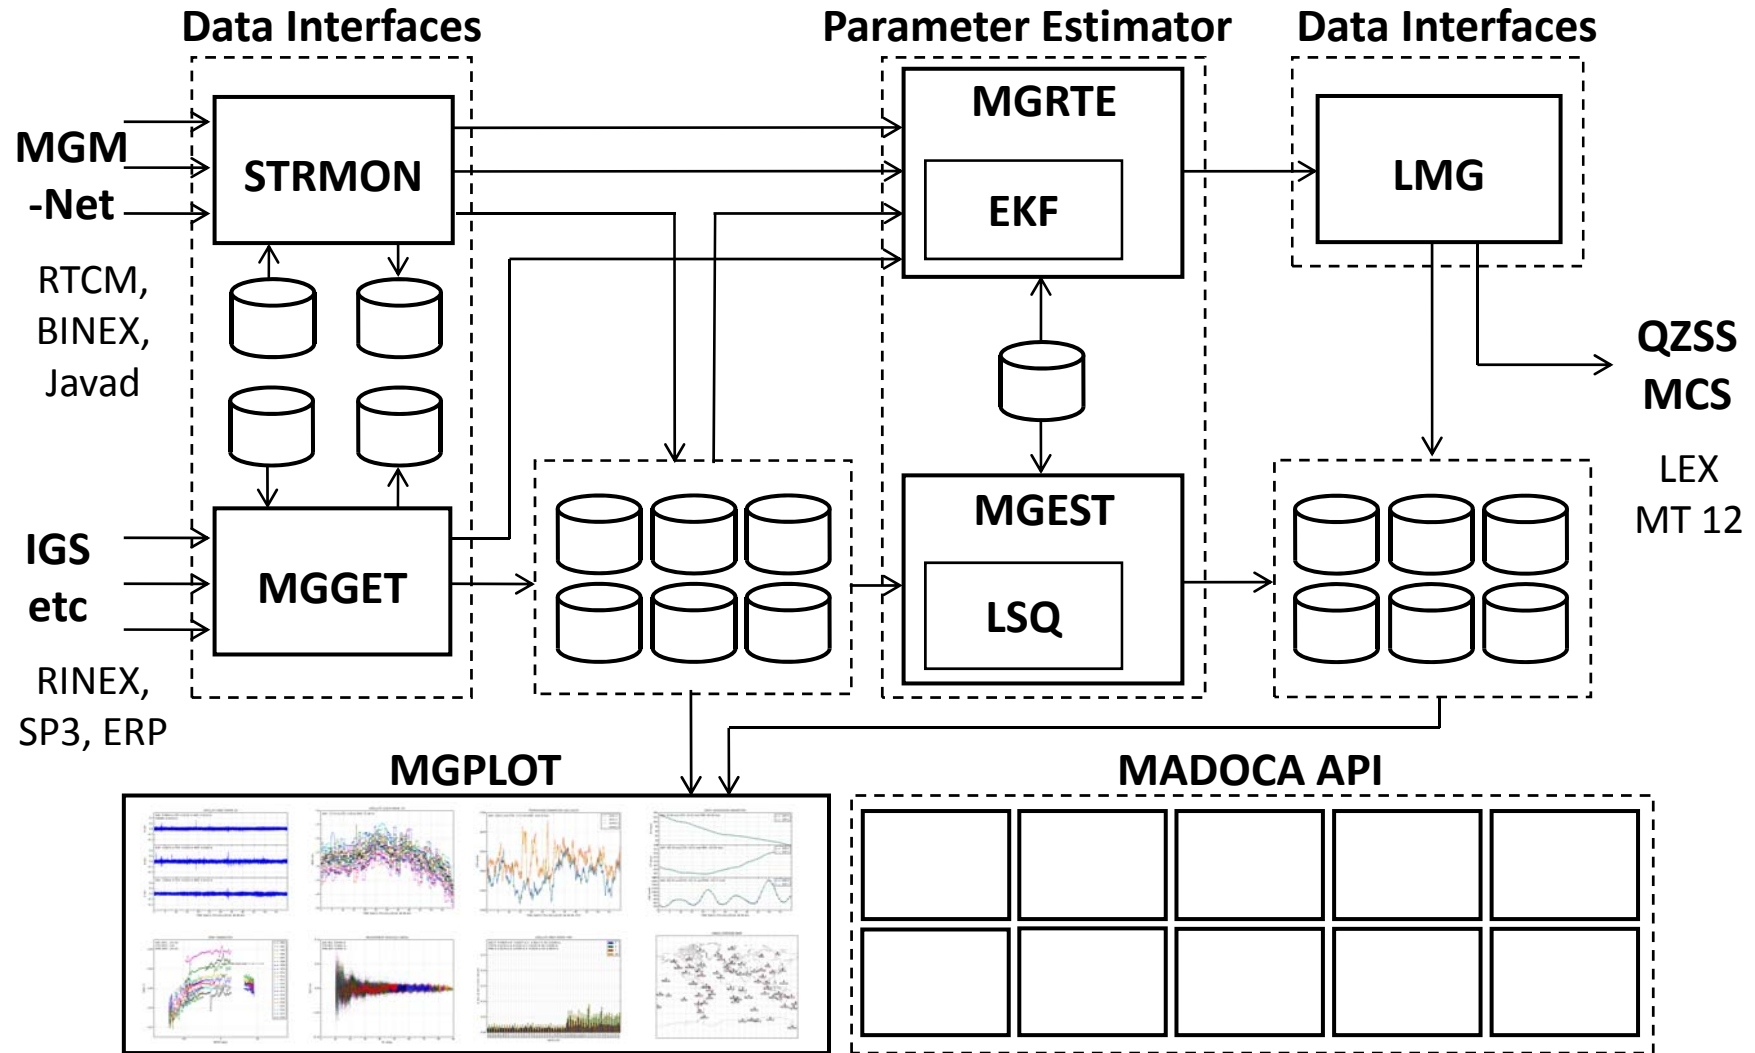 Data Interfaces
Parameter Estimator
Data Interfaces
MGM
-Net
RTCM,
BINEX,
Javad
STRMON
MGRTE
EKF
LMG
QZSS
MCS
LEX
MT 12
IGS
etc
RINEX,
SP3, ERP
MGGET
MGEST
LSQ
MGPLOT
MADOCA API